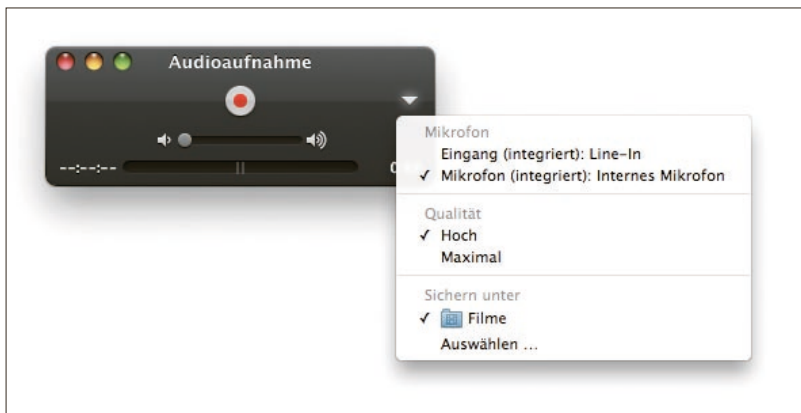 Audioaufnahme
Mikrofon
Eingang (integriert): Line-In
✓ Mikrofon (integriert): Internes Mikrofon
--:--:--
Qualität
✓ Hoch
Maximal
Sichern unter
✓ Filme
Auswählen ...